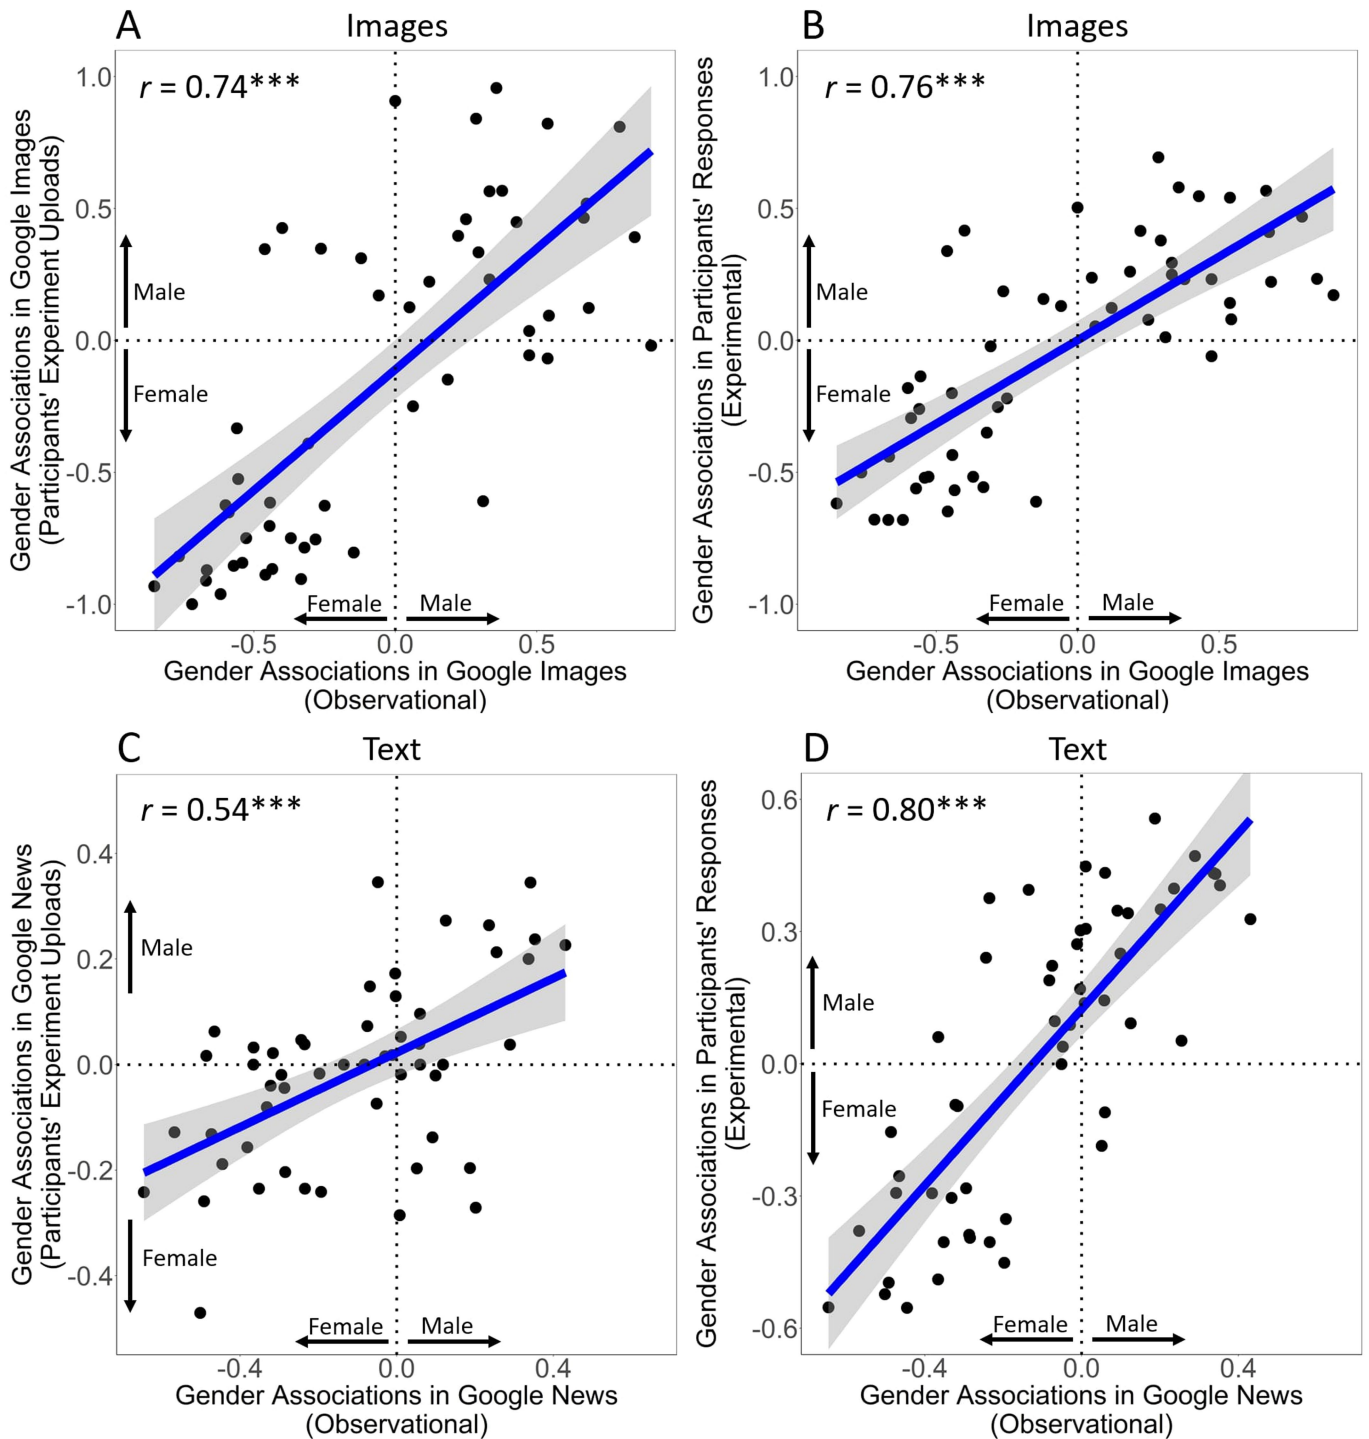 A
Images
r = 0.74***
Gender Associations in Google Images
(Participants' Experiment Uploads)
1.0
0.5
0.0
-0.5
-1.0
Male
Female
Female
Male
-0.5
0.0
0.5
Gender Associations in Google Images
(Observational)
B
Images
r = 0.76***
Gender Associations in Participants' Responses
(Experimental)
1.0
0.5
0.0
-0.5
-1.0
Male
Female
Female
Male
-0.5
0.0
0.5
Gender Associations in Google Images
(Observational)
C
Text
r = 0.54***
Gender Associations in Google News
(Participants' Experiment Uploads)
0.4
0.2
0.0
-0.2
-0.4
Male
Female
Female
Male
-0.4
0.0
0.4
Gender Associations in Google News
(Observational)
D
Text
r = 0.80***
Gender Associations in Participants' Responses
(Experimental)
0.6
0.3
0.0
-0.3
-0.6
Male
Female
Female
Male
-0.4
0.0
0.4
Gender Associations in Google News
(Observational)